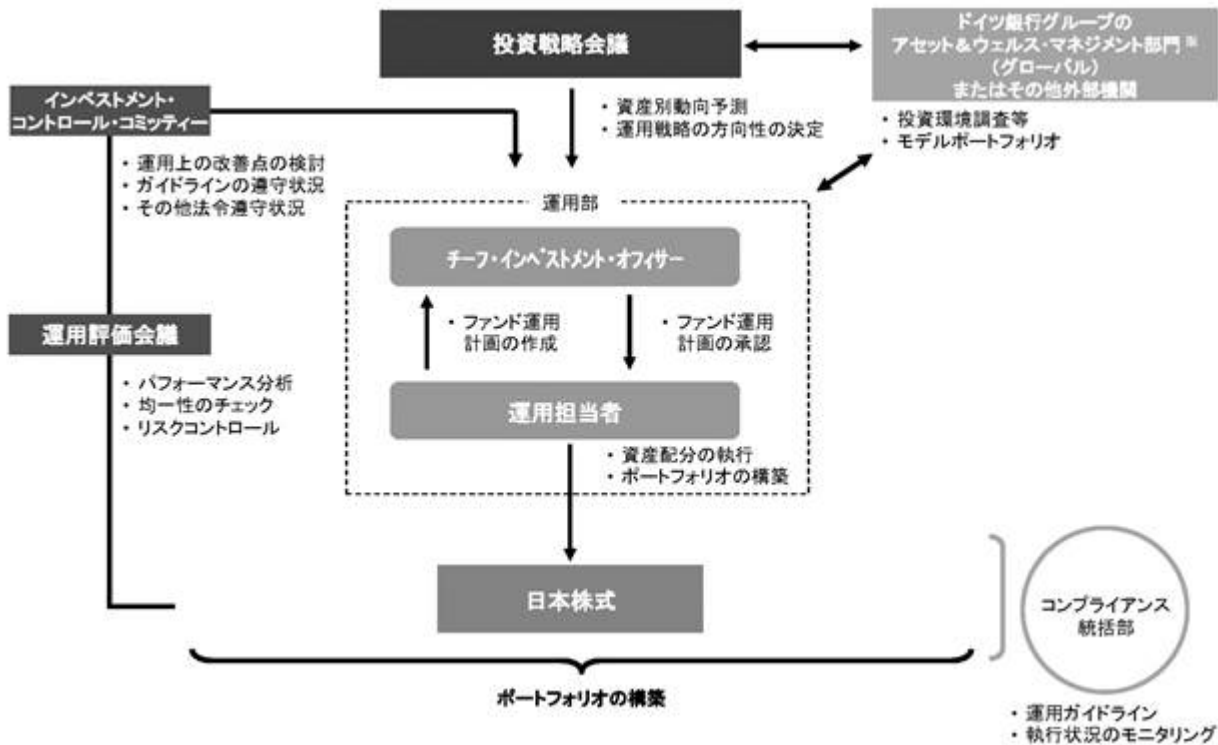 投資戦略会議
ドイツ銀行グループの
アセット&ウェルス・マネジメント部門※
(グローバル)
またはその他外部機関
・投資環境調査等
・モデルポートフォリオ
・資産別動向予測
・運用戦略の方向性の決定
インベストメント・
コントロール・コミッティー
・運用上の改善点の検討
・ガイドラインの遵守状況
・その他法令遵守状況
運用部
チーフ・インベストメント・オフィサー
・ファンド運用
計画の作成
・ファンド運用
計画の承認
運用評価会議
・パフォーマンス分析
・均一性のチェック
・リスクコントロール
運用担当者
・資産配分の執行
・ポートフォリオの構築
日本株式
コンプライアンス
統括部
ポートフォリオの構築
・運用ガイドライン
・執行状況のモニタリング